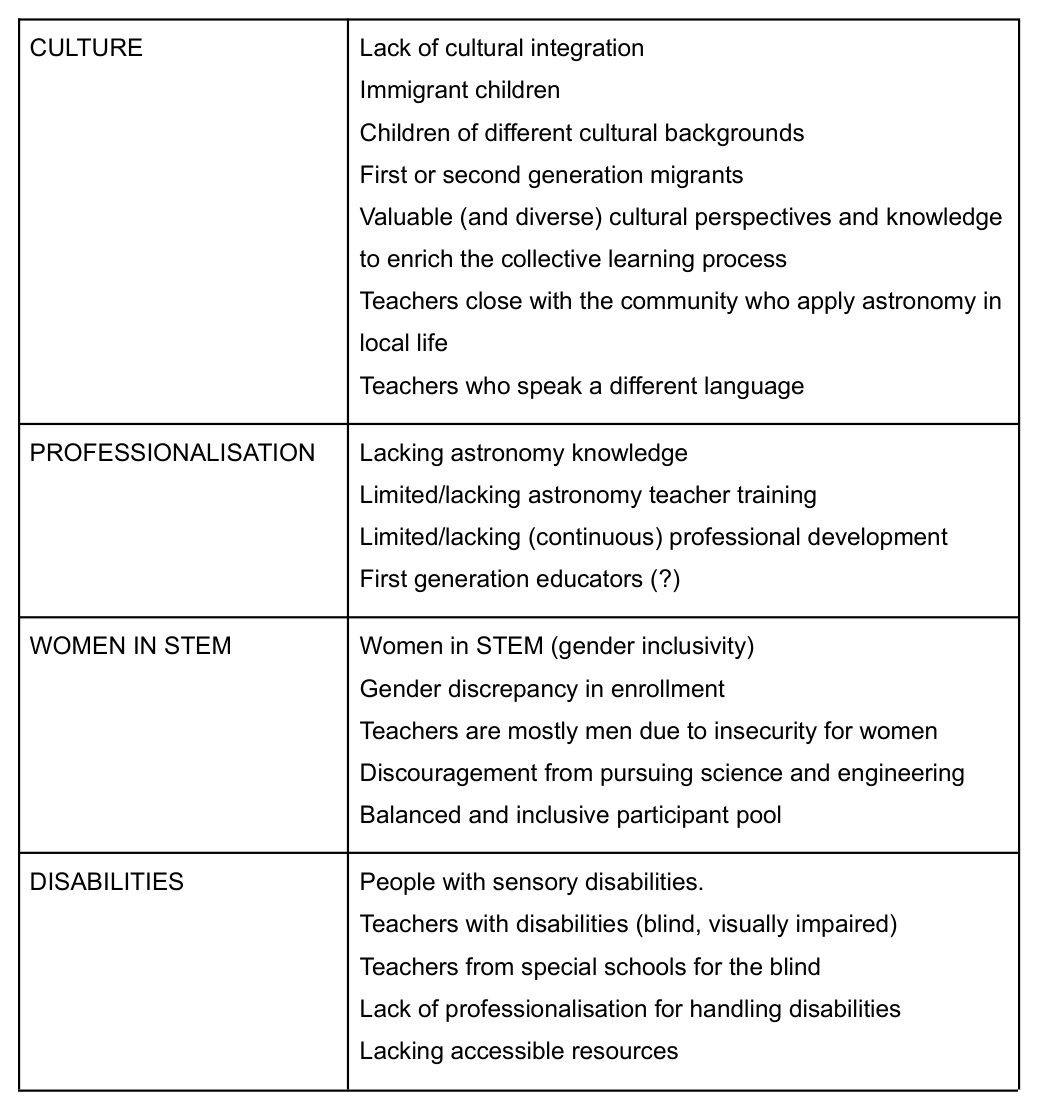 CULTURE
Lack of cultural integration
Immigrant children
Children of different cultural backgrounds
First or second generation migrants
Valuable (and diverse) cultural perspectives and knowledge
to enrich the collective learning process
Teachers close with the community who apply astronomy in
local life
Teachers who speak a different language
PROFESSIONALISATION
Lacking astronomy knowledge
Limited/lacking astronomy teacher training
Limited/lacking (continuous) professional development
First generation educators (?)
WOMEN IN STEM
Women in STEM (gender inclusivity)
Gender discrepancy in enrollment
Teachers are mostly men due to insecurity for women
Discouragement from pursuing science and engineering
Balanced and inclusive participant pool
DISABILITIES
People with sensory disabilities.
Teachers with disabilities (blind, visually impaired)
Teachers from special schools for the blind
Lack of professionalisation for handling disabilities
Lacking accessible resources